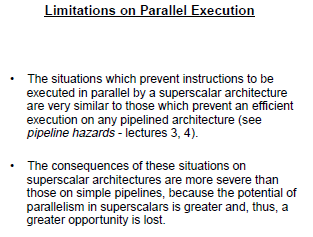 Limitations on Parallel Execution
• The situations which prevent instructions to be
executed in parallel by a superscalar architecture
are very similar to those which prevent an efficient
execution on any pipelined architecture (see
pipeline hazards - lectures 3, 4).
• The consequences of these situations on
superscalar architectures are more severe than
those on simple pipelines, because the potential of
parallelism in superscalars is greater and, thus, a
greater opportunity is lost.